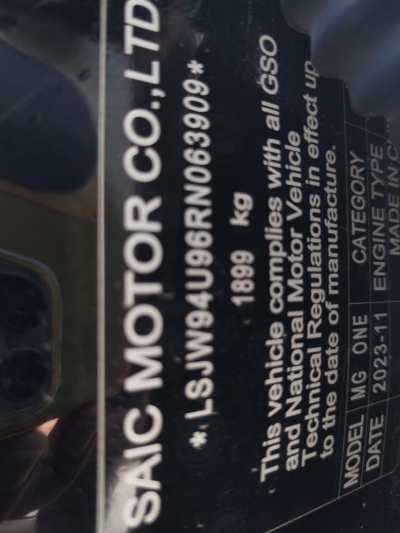 SAIC MOTOR CO.,LTD
*LSJW94U96RN063909*
1899 kg
This vehicle complies with all GSO
and National Motor Vehicle
Technical Regulations in effect up
to the date of manufacture.
MODEL MG ONE CATEGORY
DATE 2023-11 ENGINE TYPE
MADE IN